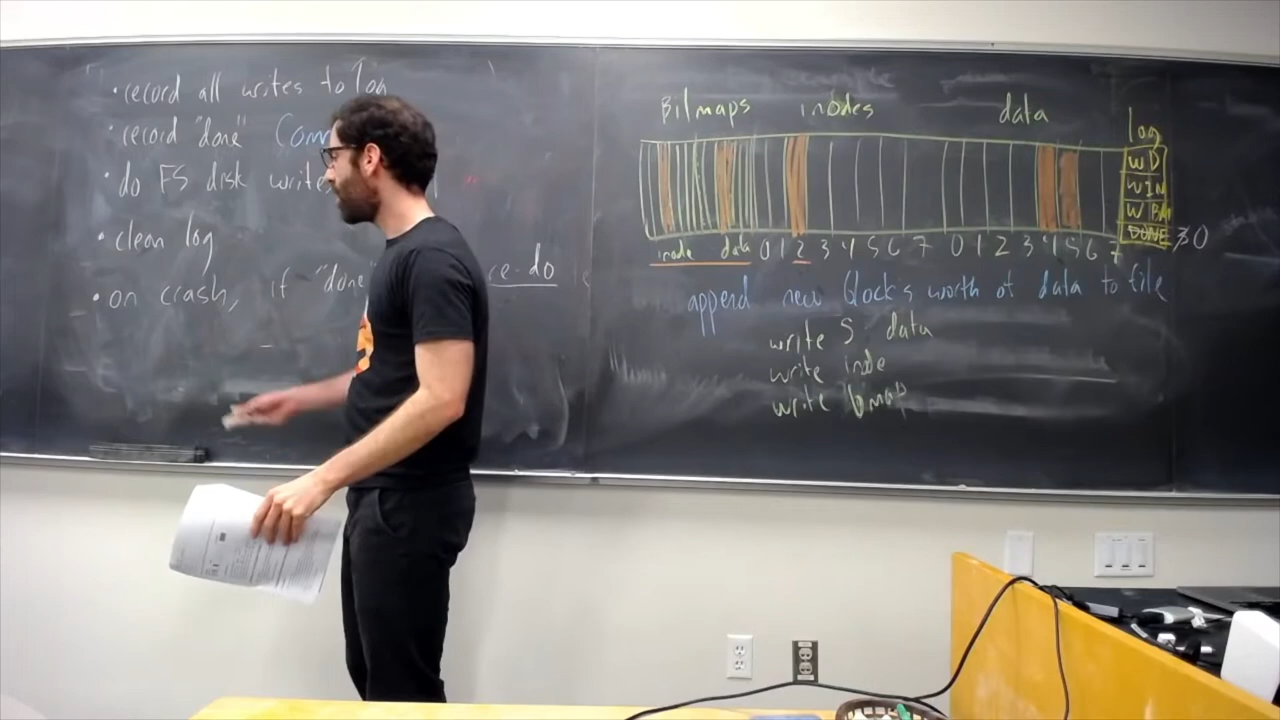 • record all writes to log
• record "done" Com
• do FS disk write
• clean log
• on crash, if "done" re-do
Bitmaps inodes data log
WD
WIN
W BM
DONE
inode data 0 1 2 3 4 5 6 7 0 1 2 3 4 5 6 7
append new block's worth of data to file
write 5 data
write inode
write bmap